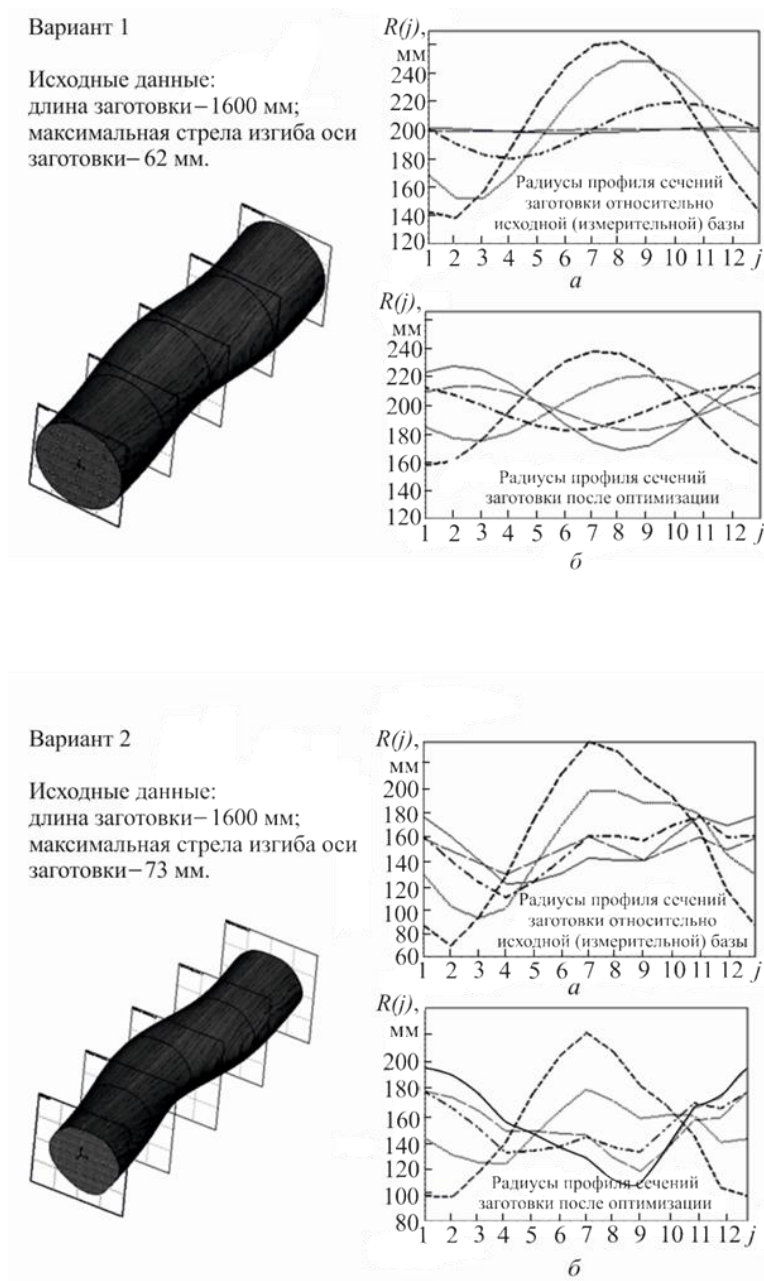 Вариант 1
Исходные данные:
длина заготовки–1600 мм;
максимальная стрела изгиба оси
заготовки–62 мм.
R(j),
мм
240
220
200
180
160
140
120
Радиусы профиля сечений
заготовки относительно
исходной (измерительной) базы
1 2 3 4 5 6 7 8 9 10 11 12 j
а
R(j),
мм
240
220
200
180
160
140
120
Радиусы профиля сечений
заготовки после оптимизации
1 2 3 4 5 6 7 8 9 10 11 12 j
б
Вариант 2
Исходные данные:
длина заготовки–1600 мм;
максимальная стрела изгиба оси
заготовки–73 мм.
R(j),
мм
200
180
160
140
120
100
80
60
Радиусы профиля сечений
заготовки относительно
исходной (измерительной) базы
1 2 3 4 5 6 7 8 9 10 11 12 j
а
R(j),
мм
200
180
160
140
120
100
80
Радиусы профиля сечений
заготовки после оптимизации
1 2 3 4 5 6 7 8 9 10 11 12 j
б